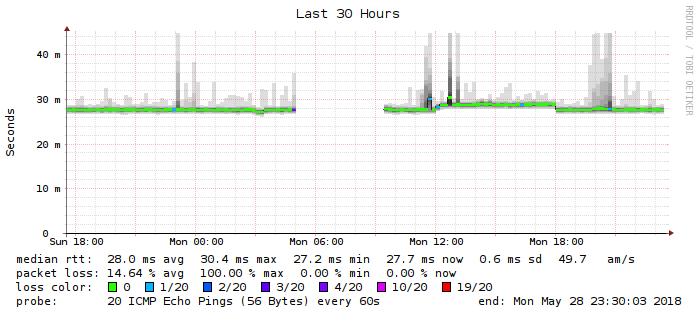 Last 30 Hours
RRDTOOL / TOBI OETIKER
Seconds
40 m
30 m
20 m
10 m
0
Sun 18:00 Mon 00:00 Mon 06:00 Mon 12:00 Mon 18:00
median rtt: 28.0 ms avg 30.4 ms max 27.2 ms min 27.7 ms now 0.6 ms sd 49.7 am/s
packet loss: 14.64 % avg 100.00 % max 0.00 % min 0.00 % now
loss color: 0 1/20 2/20 3/20 4/20 10/20 19/20
probe: 20 ICMP Echo Pings (56 Bytes) every 60s end: Mon May 28 23:30:03 2018